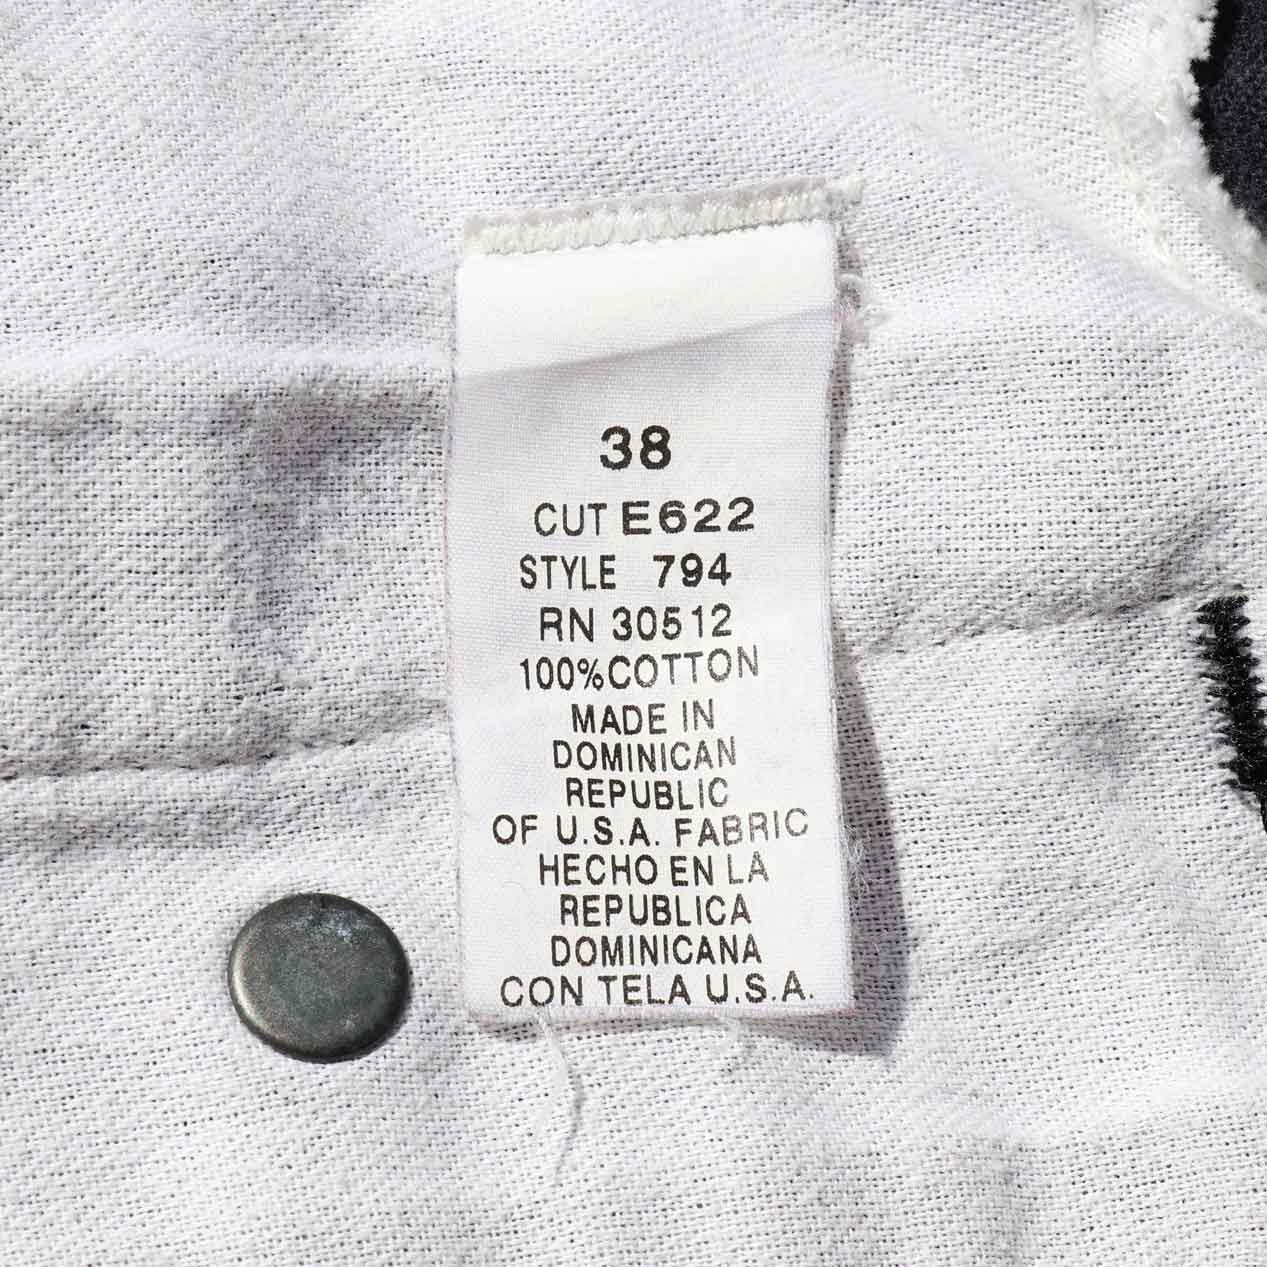 38
CUT E622
STYLE 794
RN 30512
100%COTTON
MADE IN
DOMINICAN
REPUBLIC
OF U.S.A. FABRIC
HECHO EN LA
REPUBLICA
DOMINICANA
CON TELA U.S.A.